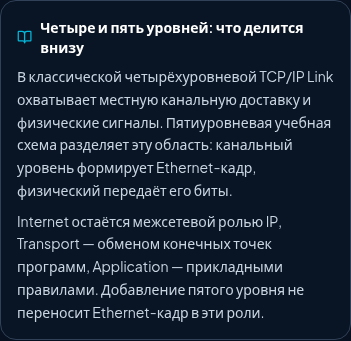 Четыре и пять уровней: что делится
внизу
В классической четырёхуровневой TCP/IP Link
охватывает местную канальную доставку и
физические сигналы. Пятиуровневая учебная
схема разделяет эту область: канальный
уровень формирует Ethernet-кадр,
физический передаёт его биты.
Internet остаётся межсетевой ролью IP,
Transport — обменом конечных точек
программ, Application — прикладными
правилами. Добавление пятого уровня не
переносит Ethernet-кадр в эти роли.